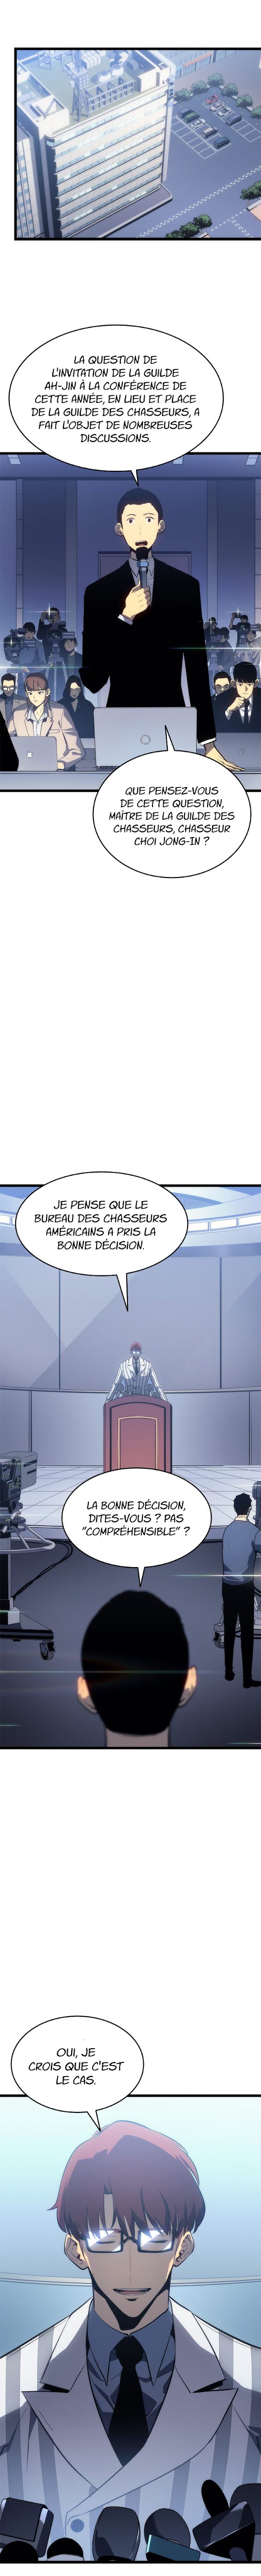 LA QUESTION DE
L'INVITATION DE LA GUILDE
AH-JIN À LA CONFÉRENCE DE
CETTE ANNÉE, EN LIEU ET PLACE
DE LA GUILDE DES CHASSEURS, A
FAIT L'OBJET DE NOMBREUSES
DISCUSSIONS.
QUE PENSEZ-VOUS
DE CETTE QUESTION,
MAÎTRE DE LA GUILDE DES
CHASSEURS, CHASSEUR
CHOI JONG-IN ?
JE PENSE QUE LE
BUREAU DES CHASSEURS
AMÉRICAINS A PRIS LA
BONNE DÉCISION.
LA BONNE DÉCISION,
DITES-VOUS ? PAS
"COMPRÉHENSIBLE" ?
OUI, JE
CROIS QUE C'EST
LE CAS.